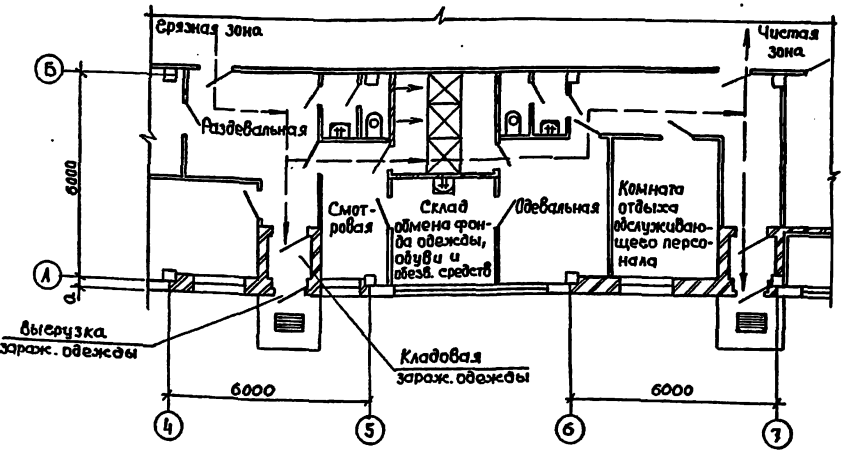 Грязная зона
Чистая
зона
Б
Раздевальная
6000
Смот-
ровая
Склад
обмена фон-
да одежды,
обуви и
обезв. средств
Одевальная
Комната
отдыха
обслуживаю-
щего персо-
нала
А
а
Выгрузка
зараж. одежды
Кладовая
зараж. одежды
6000
6000
4
5
6
7